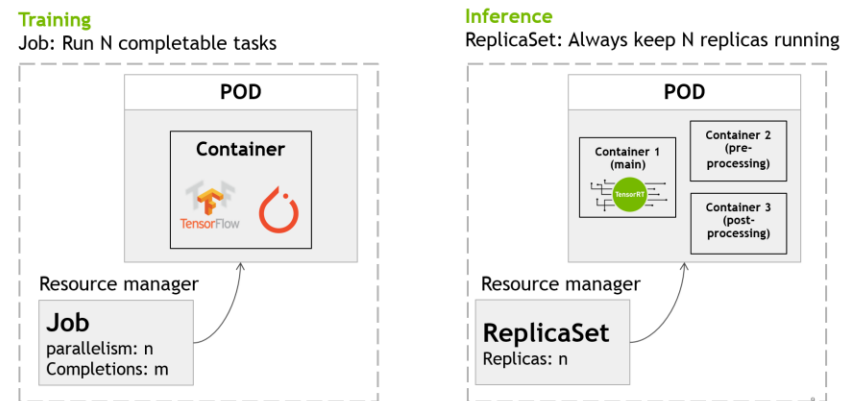 Training
Job: Run N completable tasks
POD
Container
TensorFlow
Resource manager
Job
parallelism: n
Completions: m
Inference
ReplicaSet: Always keep N replicas running
POD
Container 1
(main)
TensorRT
Container 2
(pre-
processing)
Container 3
(post-
processing)
Resource manager
ReplicaSet
Replicas: n